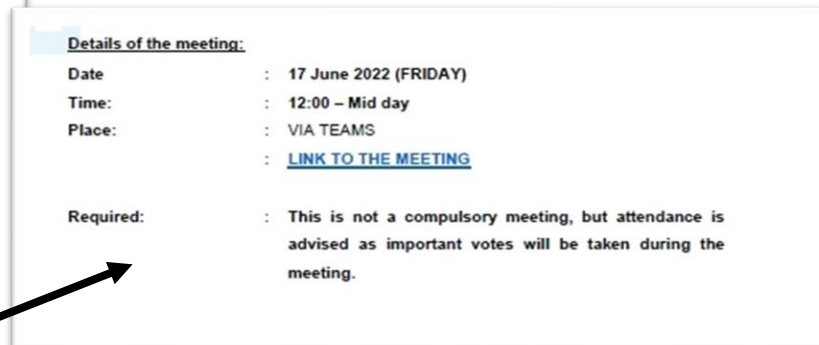 Details of the meeting:
Date : 17 June 2022 (FRIDAY)
Time: : 12:00 – Mid day
Place: : VIA TEAMS
: LINK TO THE MEETING
Required: : This is not a compulsory meeting, but attendance is
advised as important votes will be taken during the
meeting.